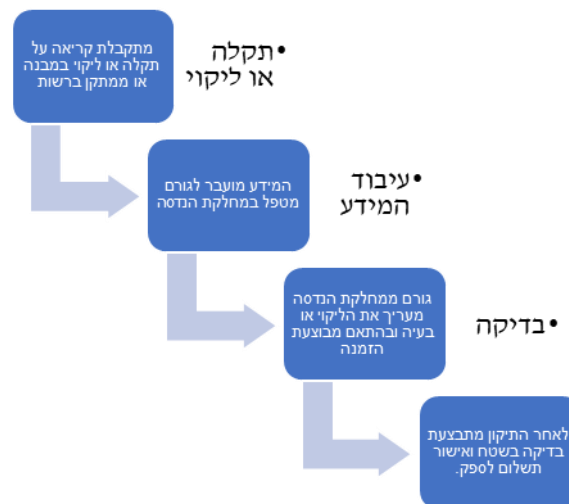 מתקבלת קריאה על
תקלה או ליקוי במבנה
או ממתקן ברשות
•תקלה
או ליקוי
המידע מועבר לגורם
מטפל במחלקת הנדסה
•עיבוד
המידע
גורם ממחלקת הנדסה
מעריך את הליקוי או
בעיה ובהתאם מבוצעת
הזמנה
•בדיקה
לאחר התיקון מתבצעת
בדיקה בשטח ואישור
תשלום לספק.